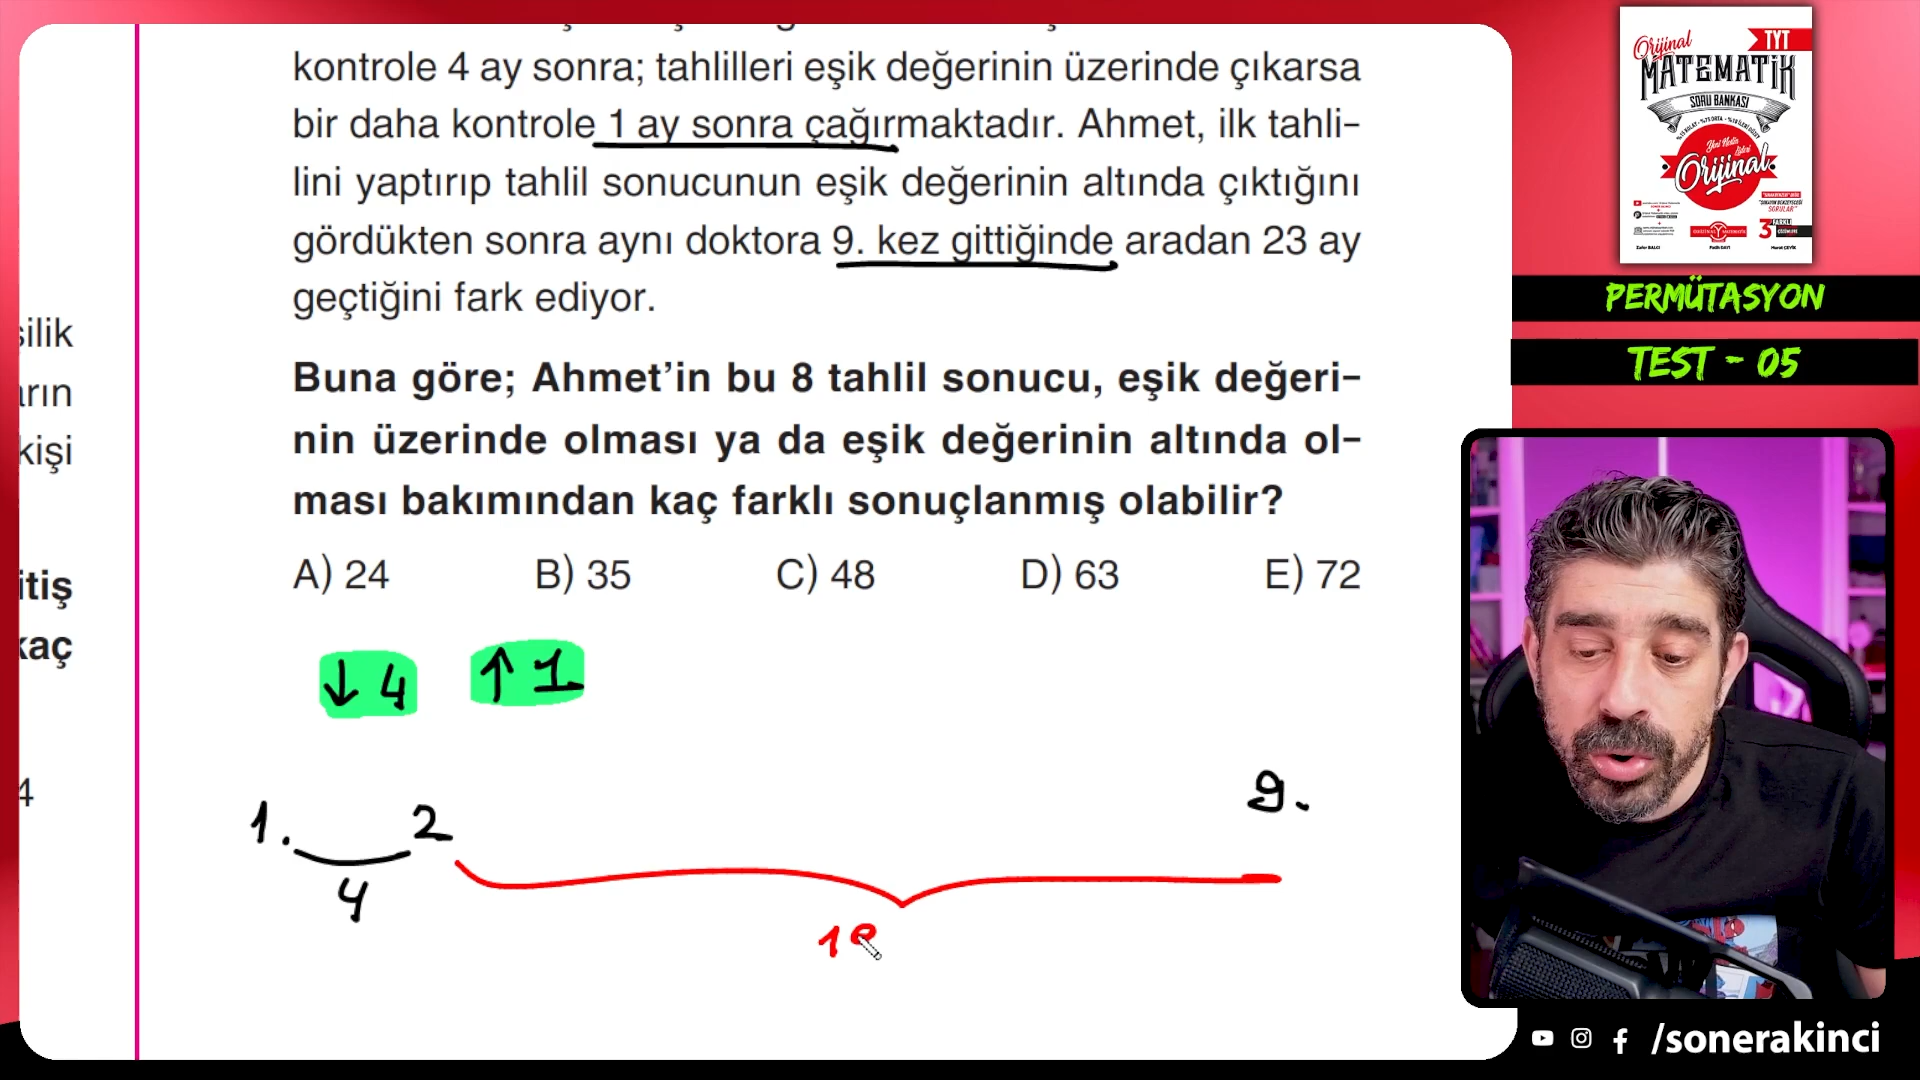 kontrole 4 ay sonra; tahlilleri eşik değerinin üzerinde çıkarsa
bir daha kontrole 1 ay sonra çağırmaktadır. Ahmet, ilk tahli-
lini yaptırıp tahlil sonucunun eşik değerinin altında çıktığını
gördükten sonra aynı doktora 9. kez gittiğinde aradan 23 ay
geçtiğini fark ediyor.
Buna göre; Ahmet'in bu 8 tahlil sonucu, eşik değeri-
nin üzerinde olması ya da eşik değerinin altında ol-
ması bakımından kaç farklı sonuçlanmış olabilir?
A) 24 B) 35 C) 48 D) 63 E) 72
↓ 4 ↑ 1
1. 2 9.
4
kişi
itiş
kaç
4
Orijinal
TYT
MATEMATİK
SORU BANKASI
Orijinal
PERMÜTASYON
TEST - 05
/sonerakinci